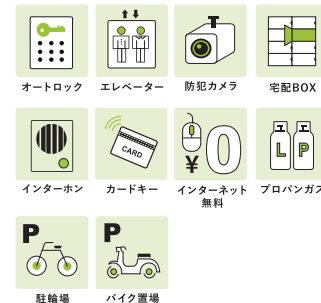 オートロック
エレベーター
防犯カメラ
宅配BOX
CARD
¥0
LP
インターホン
カードキー
インターネット
無料
プロパンガス
P
P
駐輪場
バイク置場